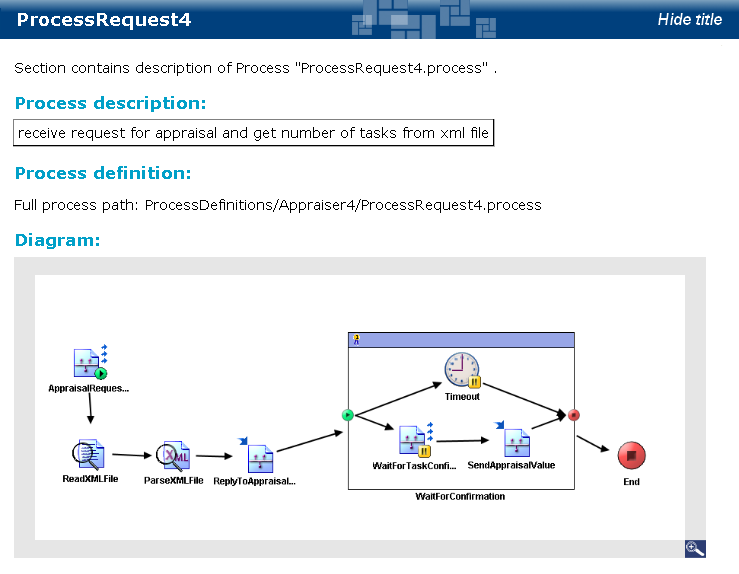 ProcessRequest4
Hide title
Section contains description of Process "ProcessRequest4.process" .
Process description:
receive request for appraisal and get number of tasks from xml file
Process definition:
Full process path: ProcessDefinitions/Appraiser4/ProcessRequest4.process
Diagram:
AppraisalReques...
Timeout
ReadXMLFile
XML
ParseXMLFile
ReplyToAppraisal...
WaitForTaskConfi...
SendAppraisalValue
WaitForConfirmation
End